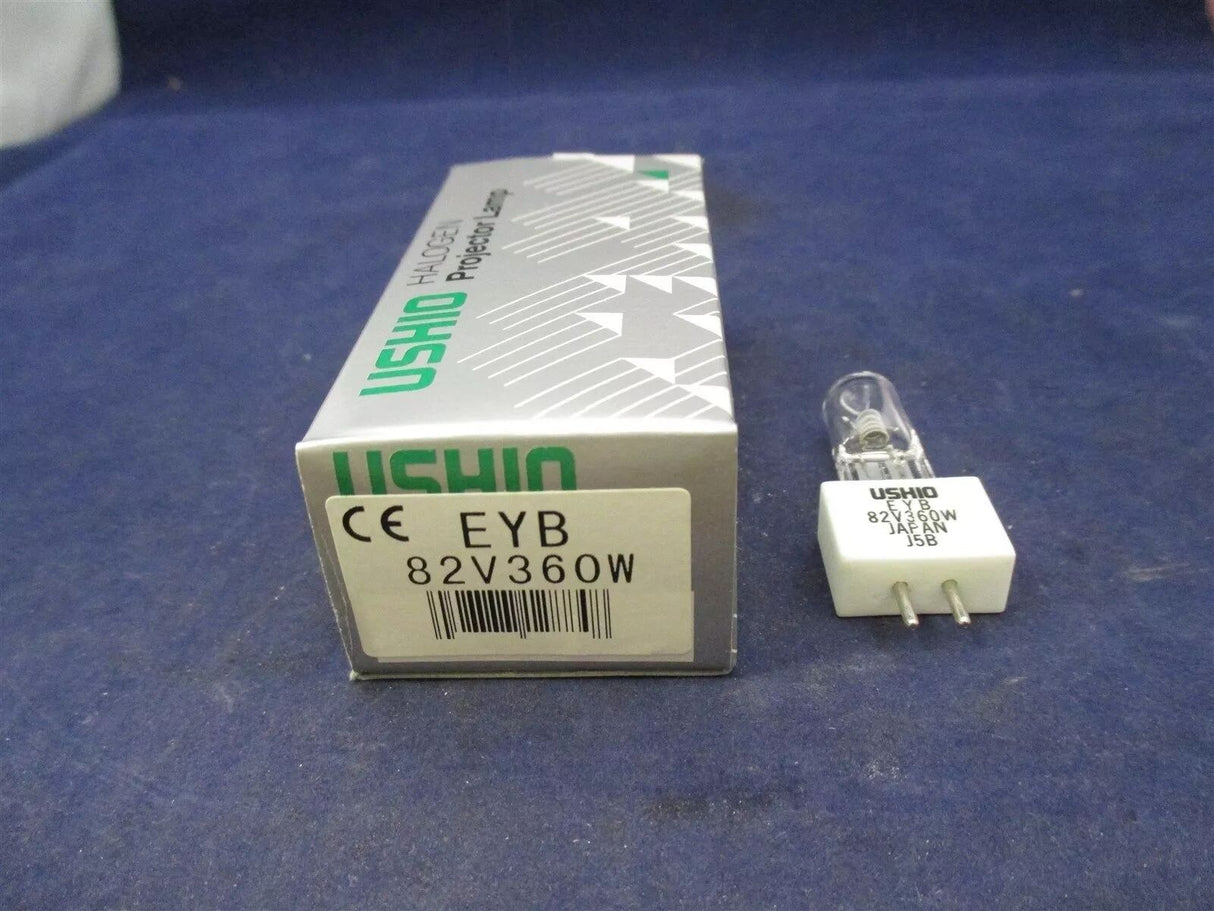 USHIO HALOGEN
Projector Lamp
USHIO
CE EYB
82V360W
USHIO
EYB
82V360W
JAPAN
J5B